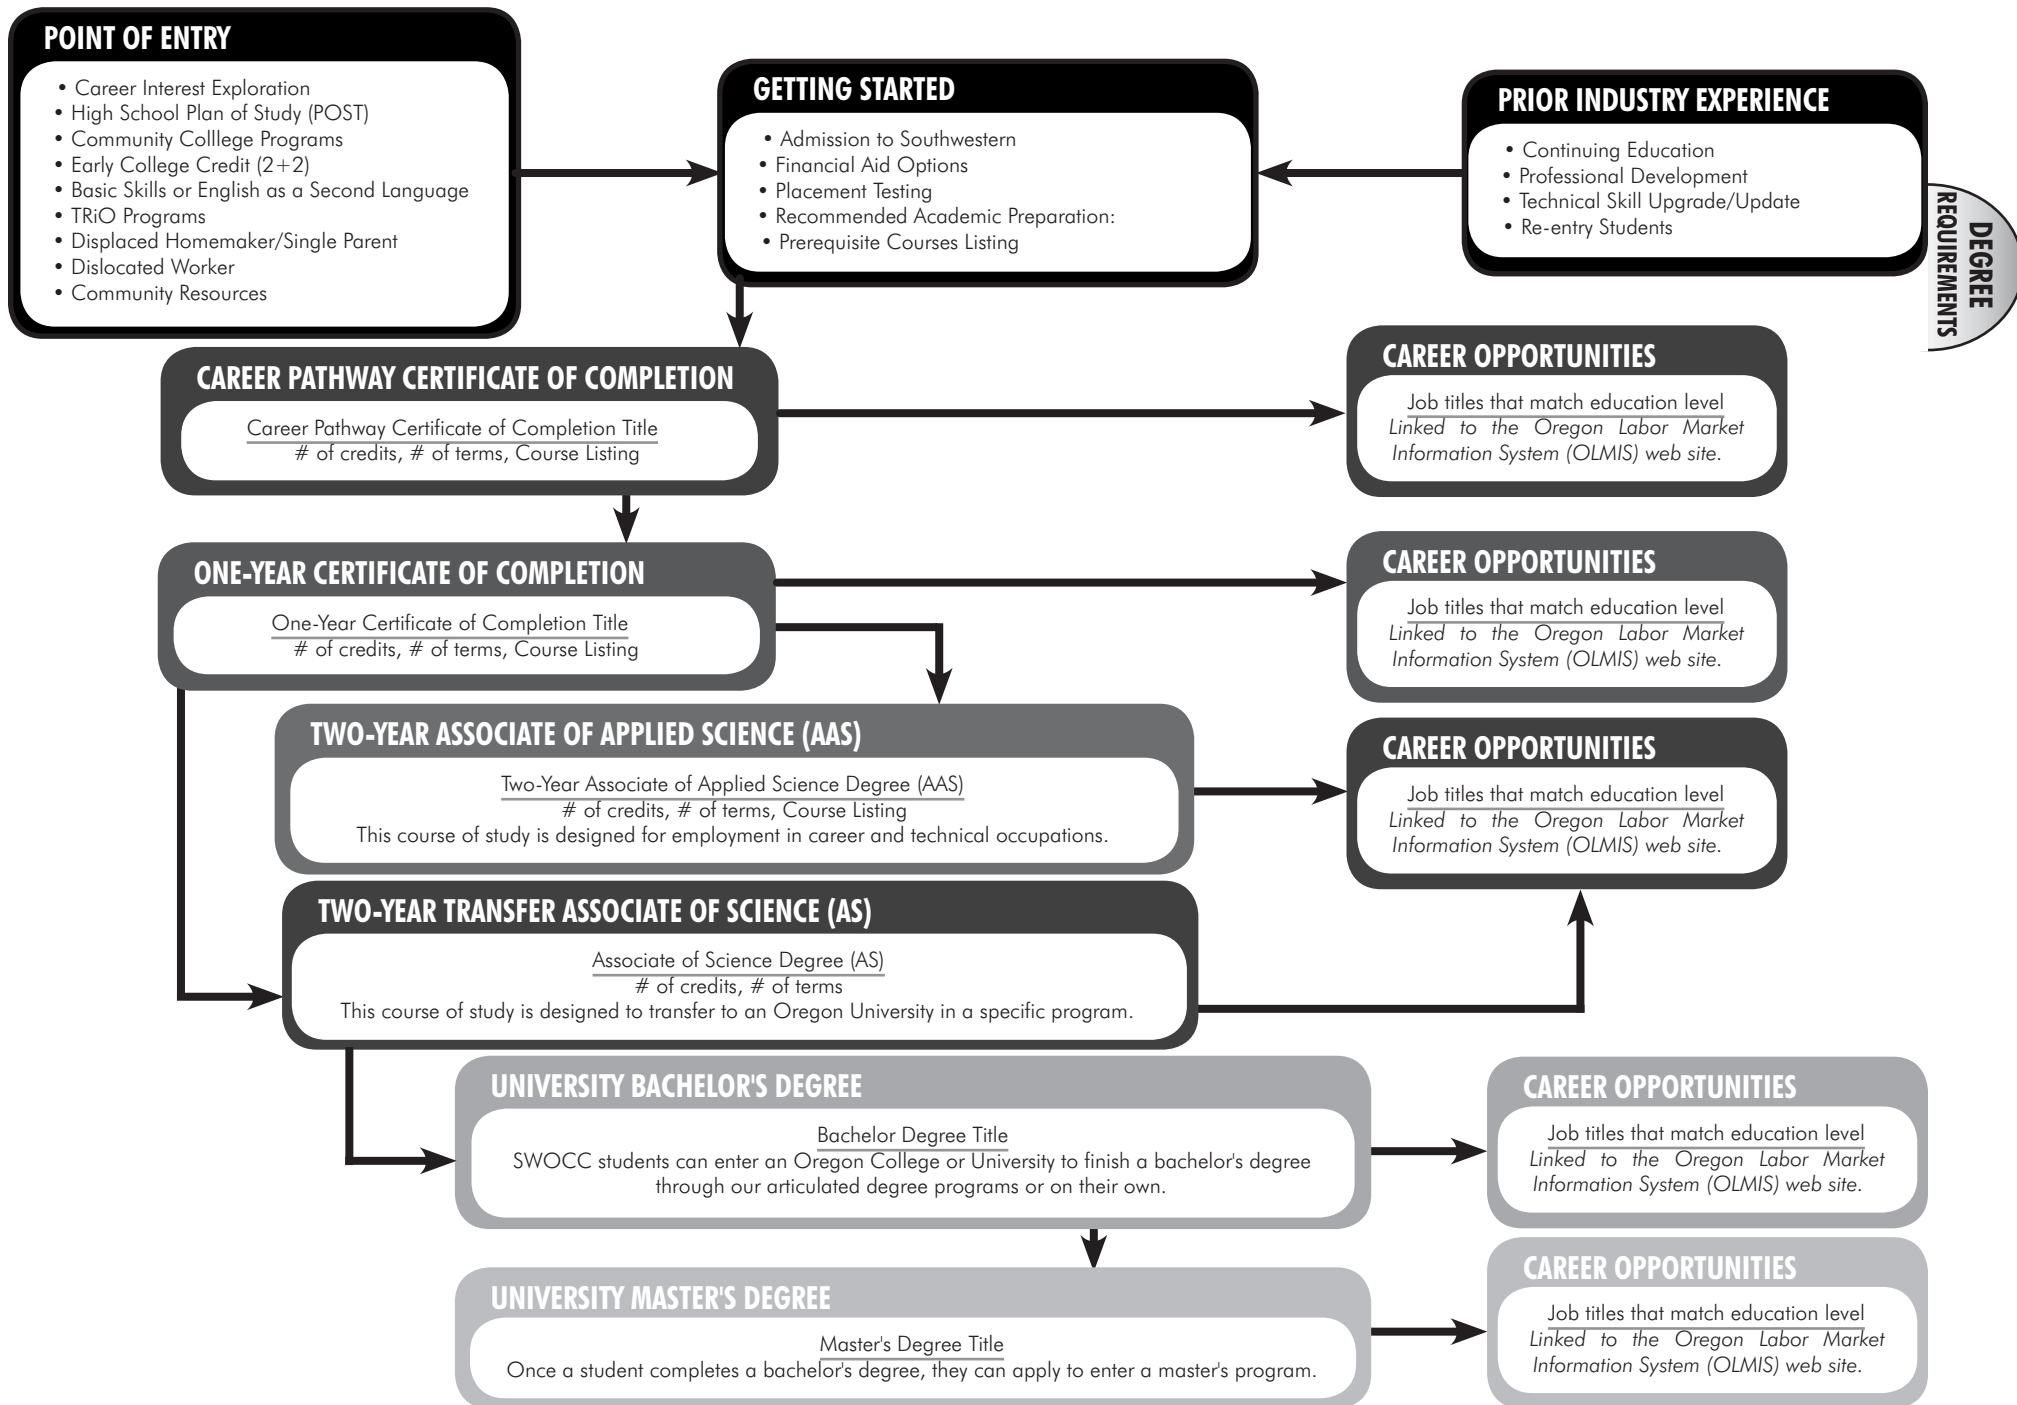 POINT OF ENTRY
• Career Interest Exploration
• High School Plan of Study (POST)
• Community Colllege Programs
• Early College Credit (2+2)
• Basic Skills or English as a Second Language
• TRiO Programs
• Displaced Homemaker/Single Parent
• Dislocated Worker
• Community Resources
GETTING STARTED
• Admission to Southwestern
• Financial Aid Options
• Placement Testing
• Recommended Academic Preparation:
• Prerequisite Courses Listing
PRIOR INDUSTRY EXPERIENCE
• Continuing Education
• Professional Development
• Technical Skill Upgrade/Update
• Re-entry Students
DEGREE
REQUIREMENTS
CAREER PATHWAY CERTIFICATE OF COMPLETION
Career Pathway Certificate of Completion Title
# of credits, # of terms, Course Listing
CAREER OPPORTUNITIES
Job titles that match education level
Linked to the Oregon Labor Market
Information System (OLMIS) web site.
ONE-YEAR CERTIFICATE OF COMPLETION
One-Year Certificate of Completion Title
# of credits, # of terms, Course Listing
CAREER OPPORTUNITIES
Job titles that match education level
Linked to the Oregon Labor Market
Information System (OLMIS) web site.
TWO-YEAR ASSOCIATE OF APPLIED SCIENCE (AAS)
Two-Year Associate of Applied Science Degree (AAS)
# of credits, # of terms, Course Listing
This course of study is designed for employment in career and technical occupations.
CAREER OPPORTUNITIES
Job titles that match education level
Linked to the Oregon Labor Market
Information System (OLMIS) web site.
TWO-YEAR TRANSFER ASSOCIATE OF SCIENCE (AS)
Associate of Science Degree (AS)
# of credits, # of terms
This course of study is designed to transfer to an Oregon University in a specific program.
UNIVERSITY BACHELOR'S DEGREE
Bachelor Degree Title
SWOCC students can enter an Oregon College or University to finish a bachelor's degree
through our articulated degree programs or on their own.
CAREER OPPORTUNITIES
Job titles that match education level
Linked to the Oregon Labor Market
Information System (OLMIS) web site.
UNIVERSITY MASTER'S DEGREE
Master's Degree Title
Once a student completes a bachelor's degree, they can apply to enter a master's program.
CAREER OPPORTUNITIES
Job titles that match education level
Linked to the Oregon Labor Market
Information System (OLMIS) web site.